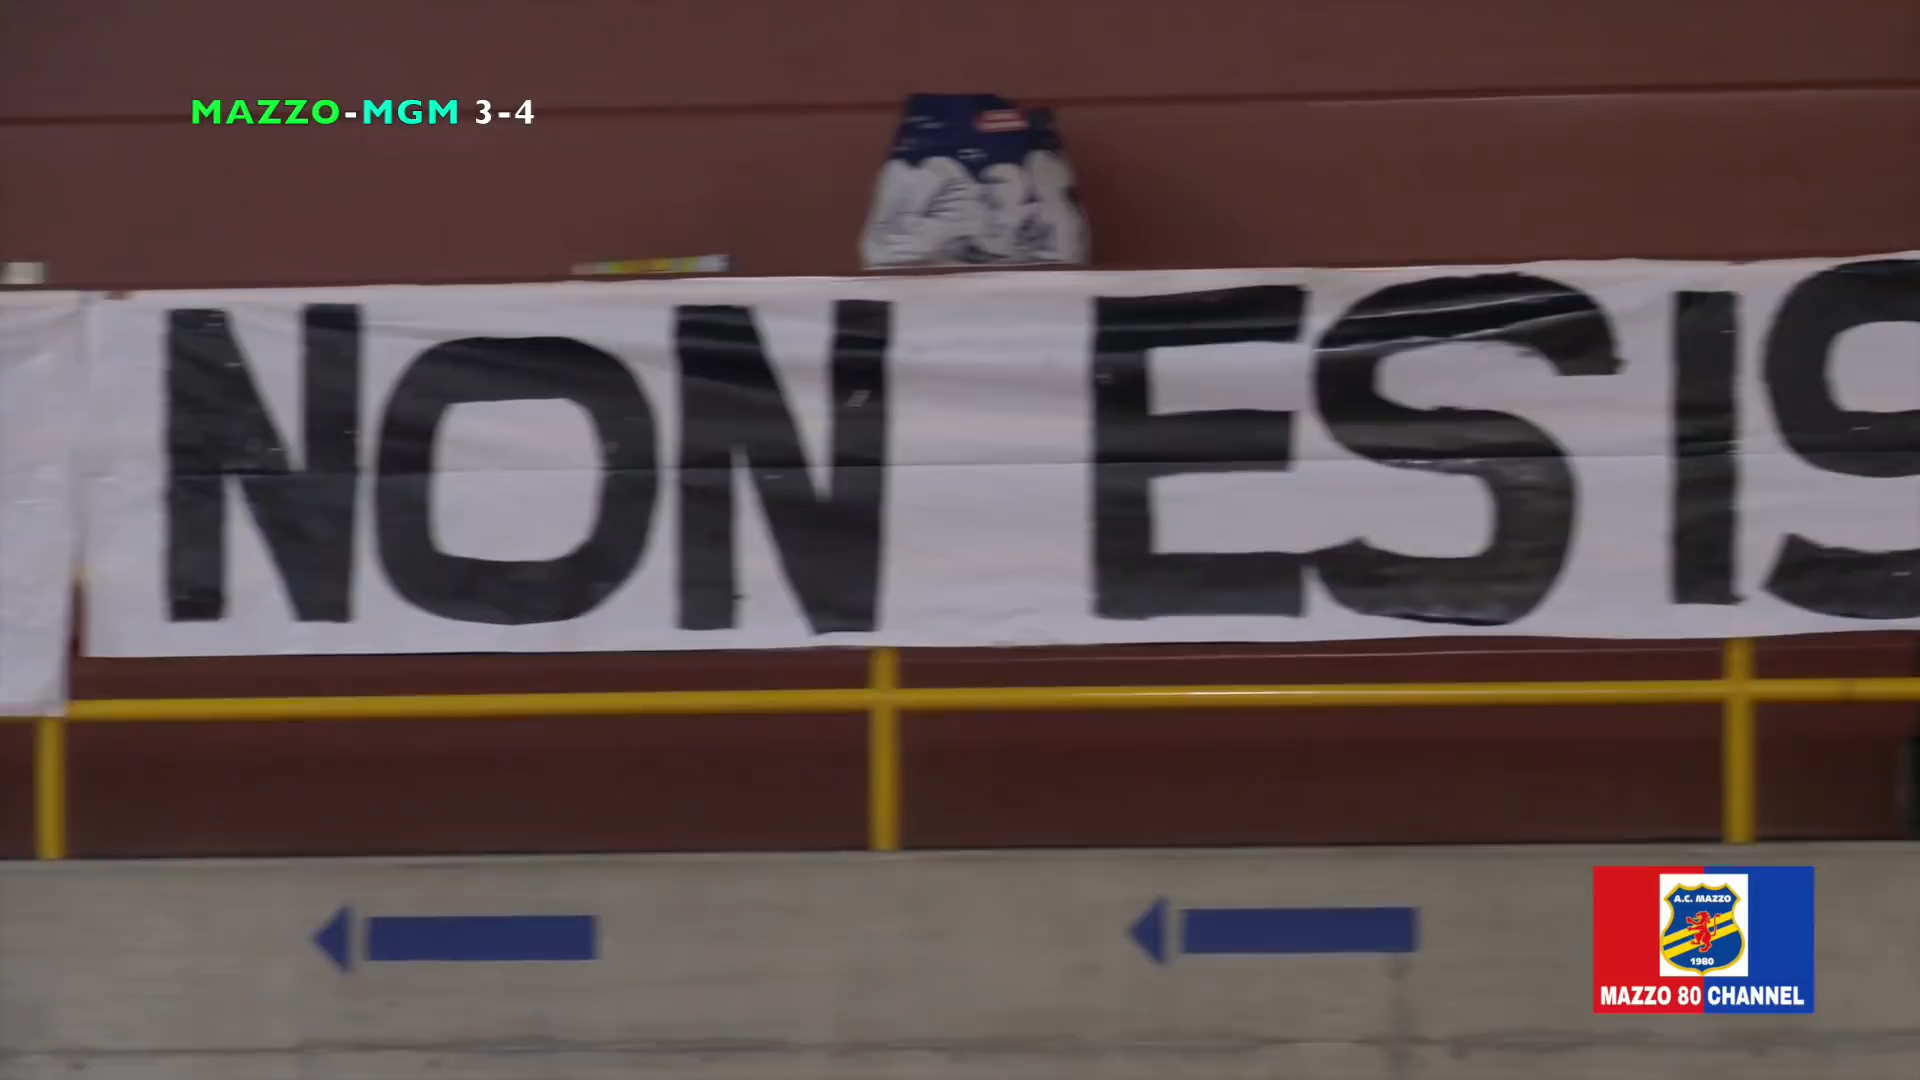 MAZZO-MGM 3-4
NON ESIS
A.C. MAZZO
1980
MAZZO 80 CHANNEL